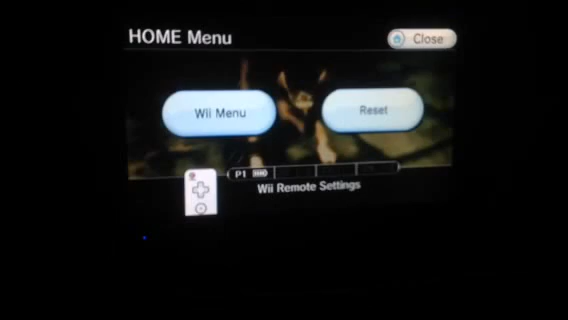 HOME Menu
Close
Wii Menu
Reset
P1
Wii Remote Settings